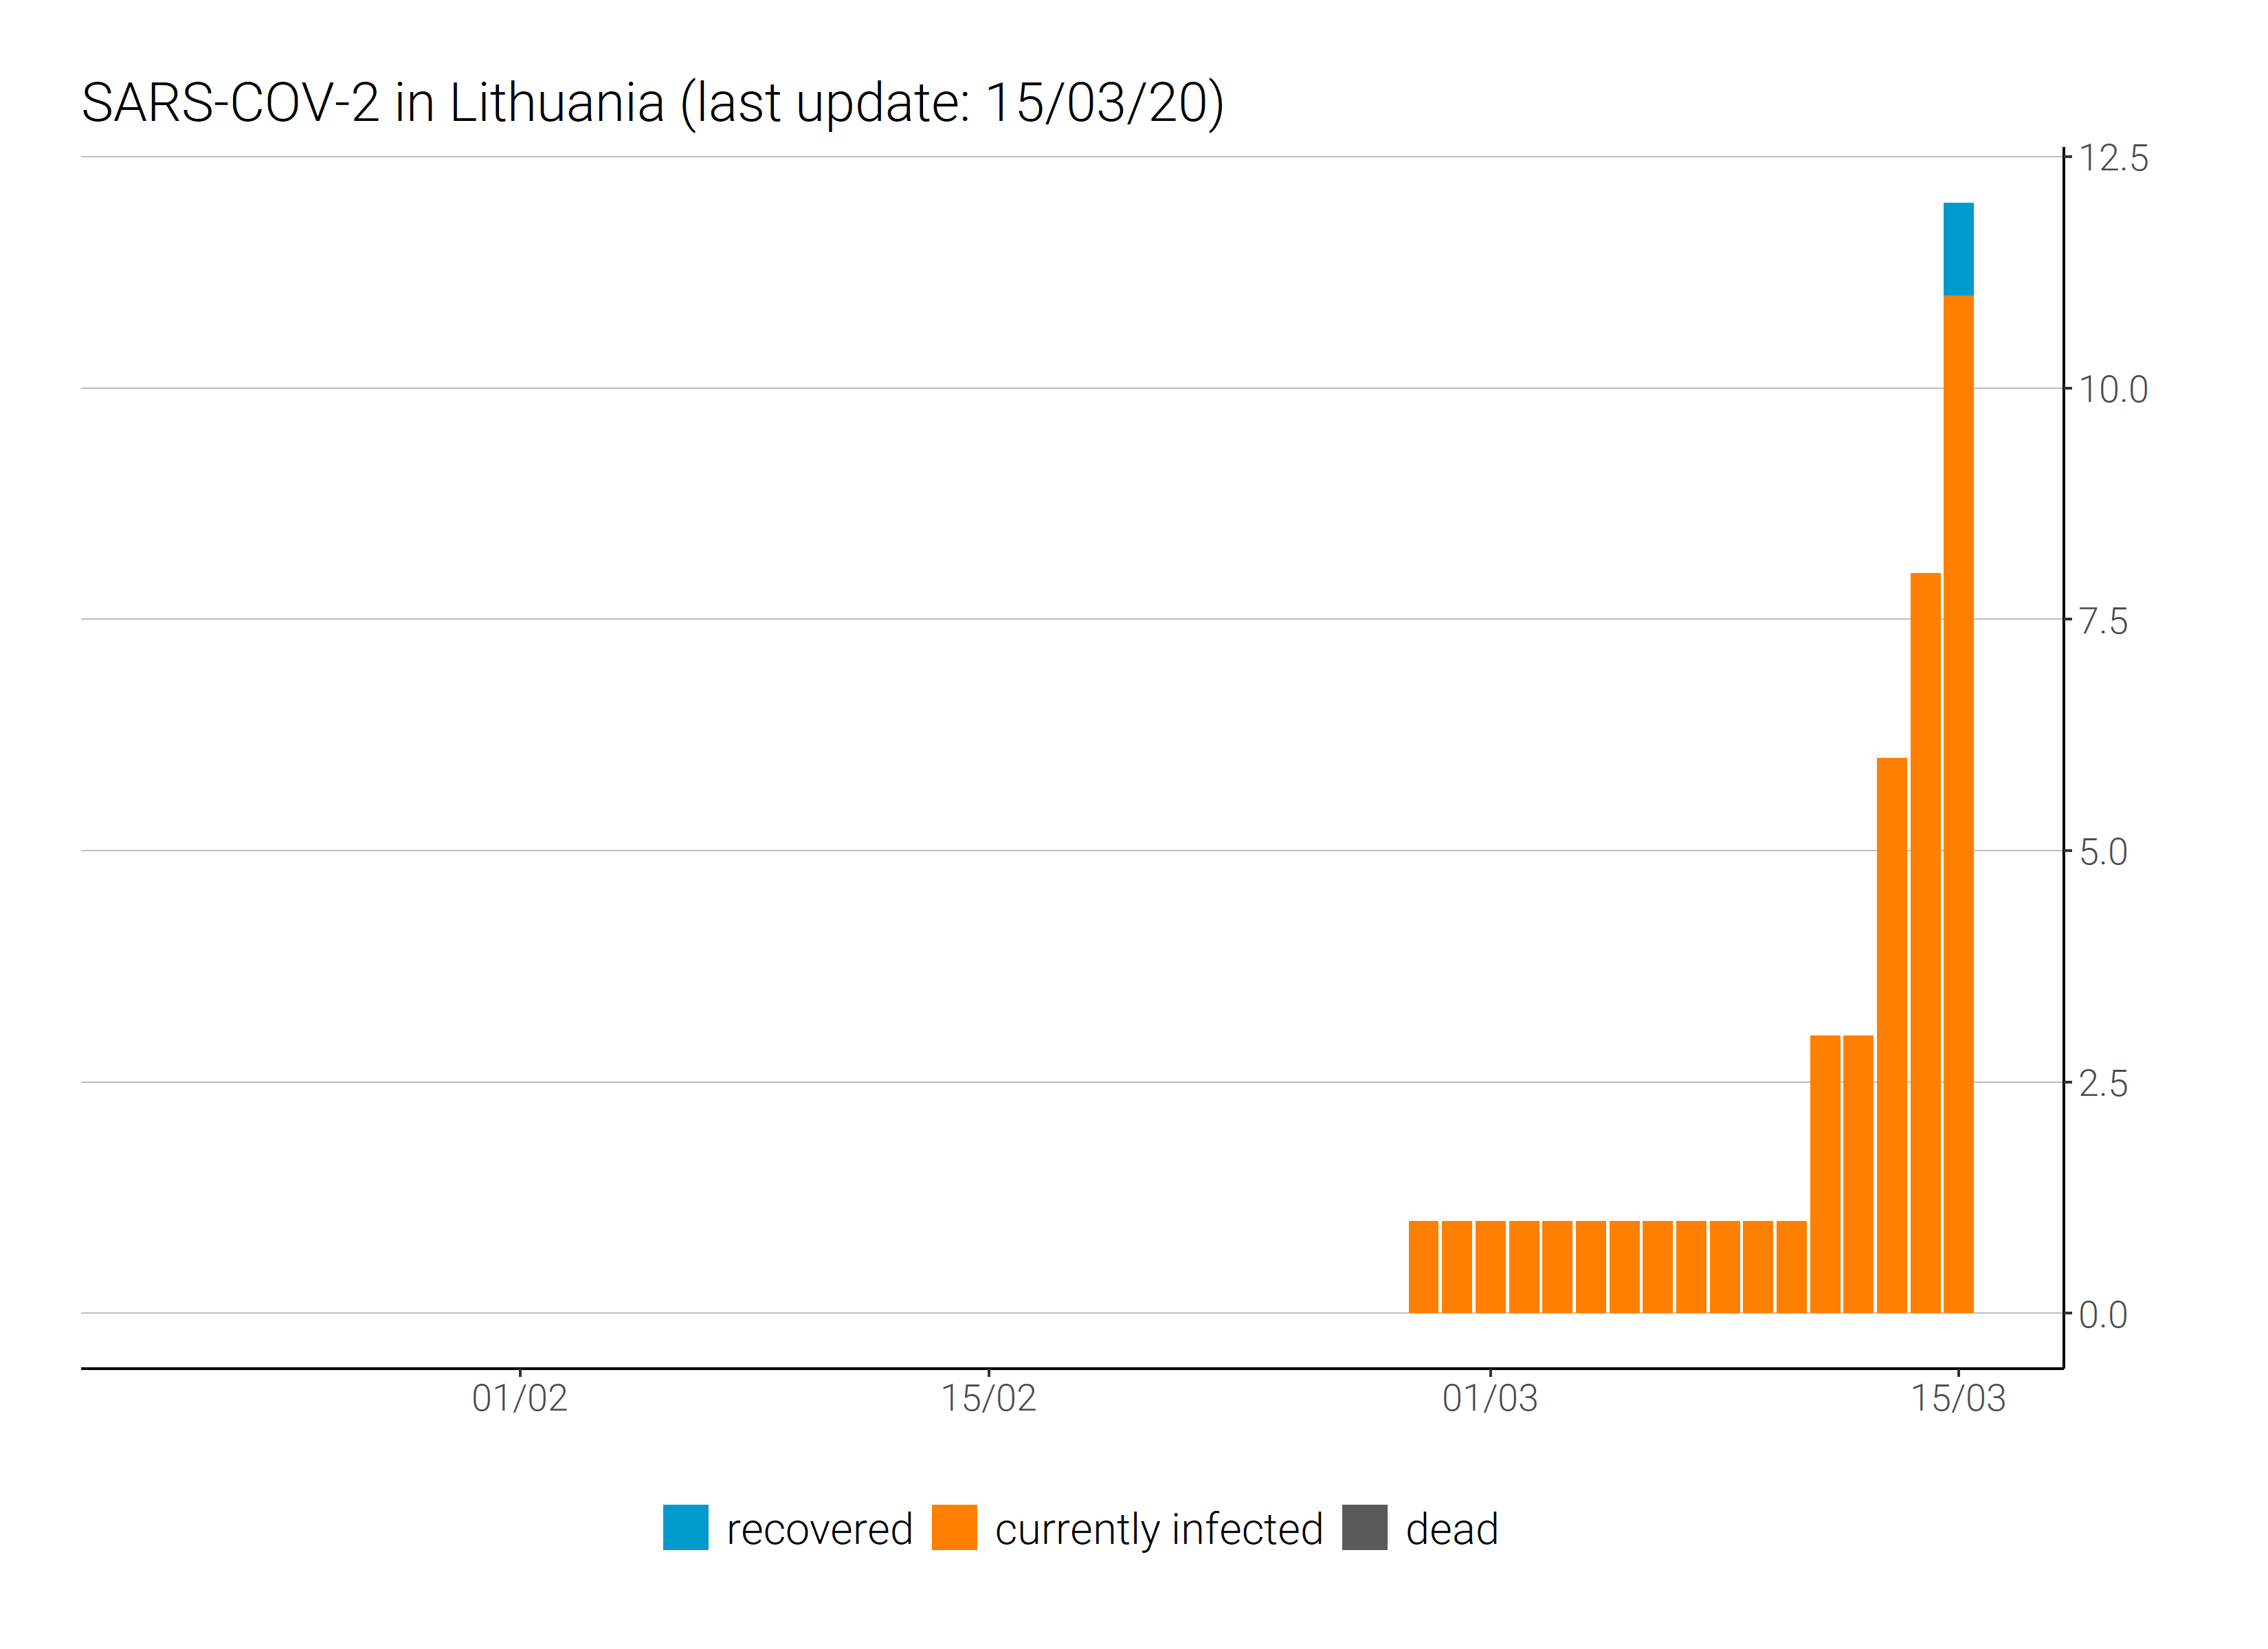 SARS-COV-2 in Lithuania (last update: 15/03/20)
12.5
10.0
7.5
5.0
2.5
0.0
01/02 15/02 01/03 15/03
recovered currently infected dead